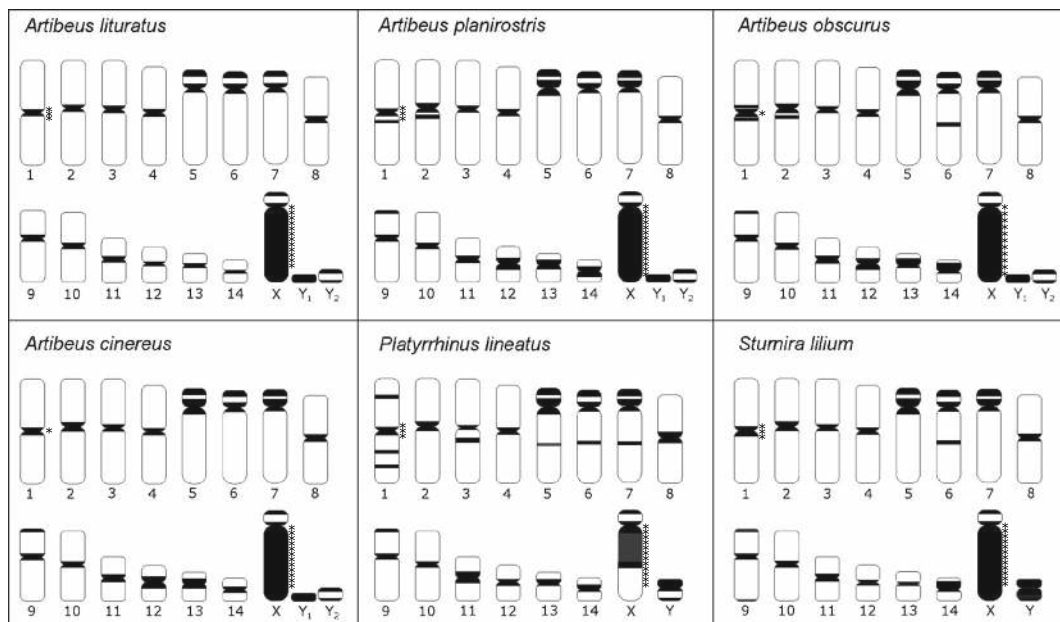 Artibeus lituratus
1 2 3 4 5 6 7 8
9 10 11 12 13 14 X Y1 Y2
Artibeus planirostris
1 2 3 4 5 6 7 8
9 10 11 12 13 14 X Y1 Y2
Artibeus obscurus
1 2 3 4 5 6 7 8
9 10 11 12 13 14 X Y1 Y2
Artibeus cinereus
1 2 3 4 5 6 7 8
9 10 11 12 13 14 X Y1 Y2
Platyrrhinus lineatus
1 2 3 4 5 6 7 8
9 10 11 12 13 14 X Y
Sturnira lilium
1 2 3 4 5 6 7 8
9 10 11 12 13 14 X Y